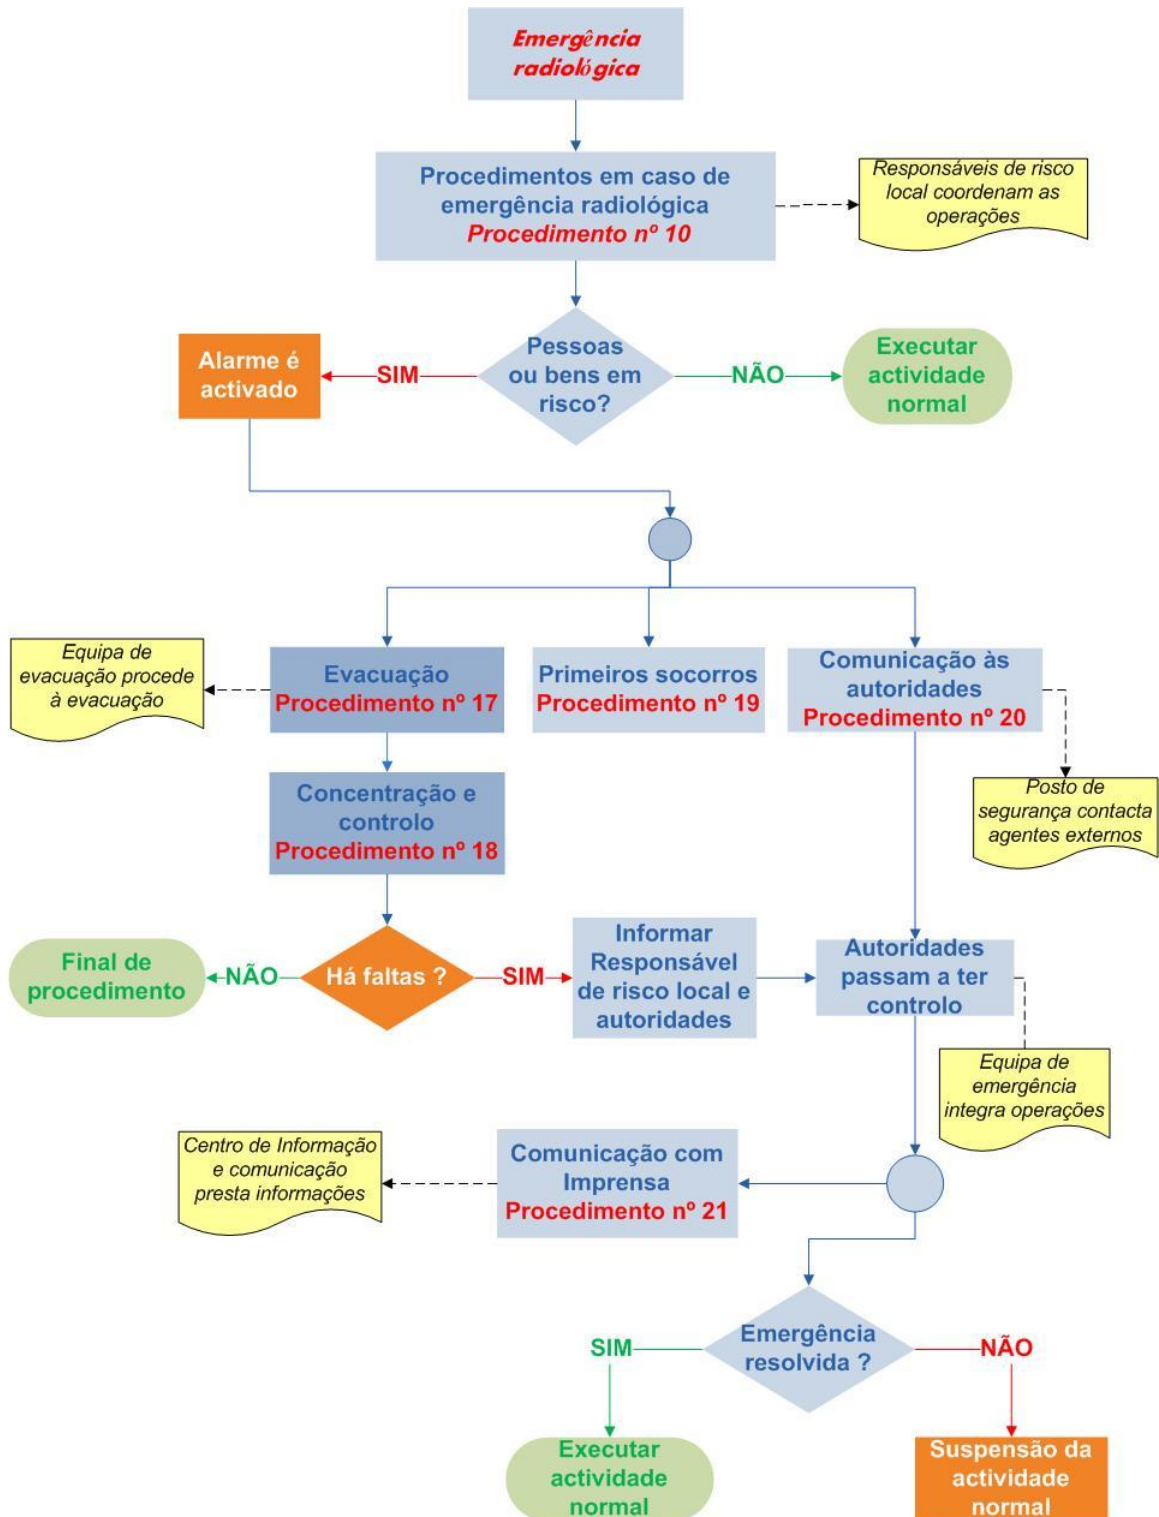 Emergência
radiológica
Procedimentos em caso de
emergência radiológica
Procedimento nº 10
Responsáveis de risco
local coordenam as
operações
Pessoas
ou bens em
risco?
SIM
Alarme é
activado
NÃO
Executar
actividade
normal
Equipa de
evacuação procede
à evacuação
Evacuação
Procedimento nº 17
Primeiros socorros
Procedimento nº 19
Comunicação às
autoridades
Procedimento nº 20
Posto de
segurança contacta
agentes externos
Concentração e
controlo
Procedimento nº 18
Final de
procedimento
NÃO
Há faltas ?
SIM
Informar
Responsável
de risco local e
autoridades
Autoridades
passam a ter
controlo
Equipa de
emergência
integra operações
Centro de Informação
e comunicação
presta informações
Comunicação com
Imprensa
Procedimento nº 21
Emergência
resolvida ?
SIM
NÃO
Executar
actividade
normal
Suspensão da
actividade
normal